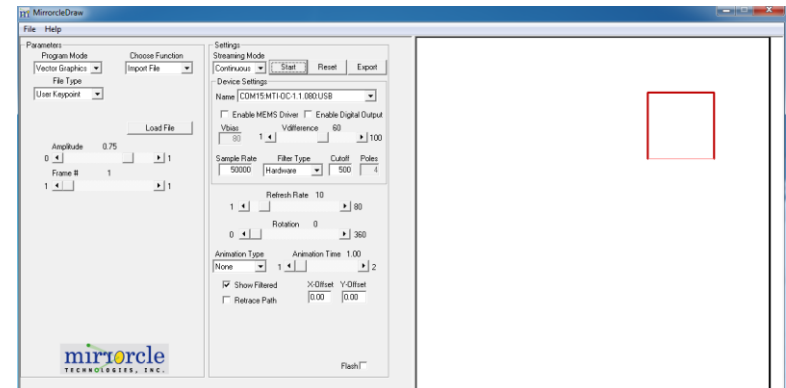 MirrorcleDraw
File Help
Parameters
Program Mode Choose Function
Vector Graphics Import File
File Type
User Keypoint
Load File
Amplitude 0.75
0 1
Frame # 1
1 1
mirrorcle
TECHNOLOGIES, INC.
Settings
Streaming Mode
Continuous Start Reset Export
Device Settings
Name COM15:MTI-OC-1.1.080:USB
Enable MEMS Driver Enable Digital Output
Vbias Vdifference 60
80 1 100
Sample Rate Filter Type Cutoff Poles
50000 Hardware 500 4
Refresh Rate 10
1 80
Rotation 0
0 360
Animation Type Animation Time 1.00
None 1 2
Show Filtered X-Offset Y-Offset
Retrace Path 0.00 0.00
Flash